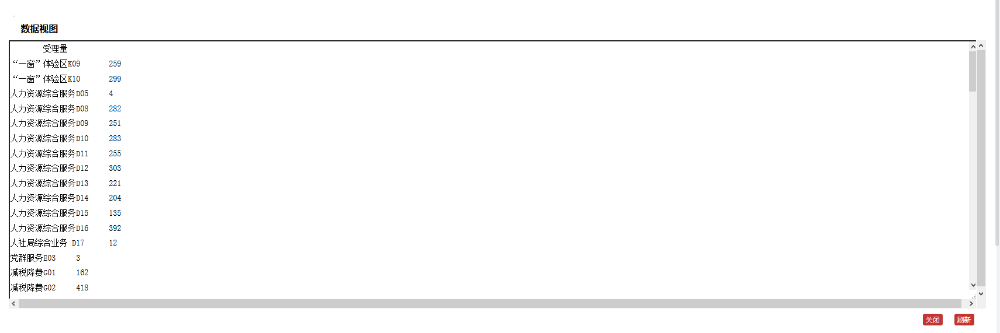 数据视图
受理量
“一窗”体验区K09 259
“一窗”体验区K10 299
人力资源综合服务D05 4
人力资源综合服务D08 282
人力资源综合服务D09 251
人力资源综合服务D10 283
人力资源综合服务D11 255
人力资源综合服务D12 303
人力资源综合服务D13 221
人力资源综合服务D14 204
人力资源综合服务D15 135
人力资源综合服务D16 392
人社局综合业务 D17 12
党群服务E03 3
减税降费G01 162
减税降费G02 418
关闭 刷新